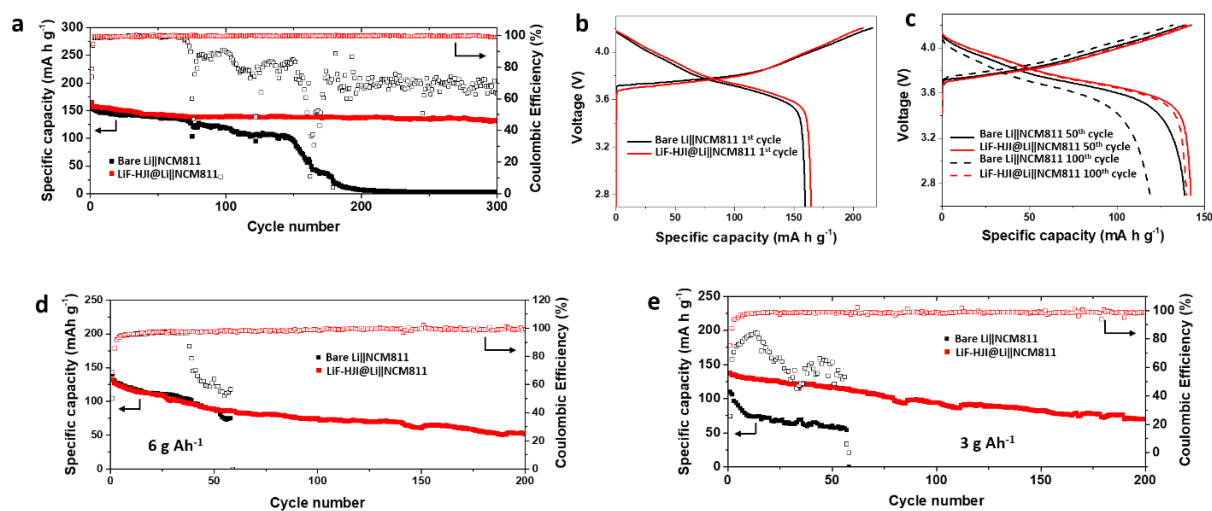 a
Specific capacity (mA h g-1)
300
250
200
150
100
50
0
Bare Li||NCM811
LiF-HJI@Li||NCM811
0
100
200
300
Cycle number
100
80
60
40
20
0
Coulombic Efficiency (%)
b
Voltage (V)
4.0
3.6
3.2
2.8
Bare Li||NCM811 1st cycle
LiF-HJI@Li||NCM811 1st cycle
0
50
100
150
200
Specific capacity (mA h g-1)
c
Voltage (V)
4.0
3.6
3.2
2.8
Bare Li||NCM811 50th cycle
LiF-HJI@Li||NCM811 50th cycle
Bare Li||NCM811 100th cycle
LiF-HJI@Li||NCM811 100th cycle
0
50
100
150
Specific capacity (mA h g-1)
d
Specific capacity (mAh g-1)
250
200
150
100
50
0
Bare Li||NCM811
LiF-HJI@Li||NCM811
6 g Ah-1
0
50
100
150
200
Cycle number
120
100
80
60
40
20
0
Coulombic Efficiency (%)
e
Specific capacity (mA h g-1)
250
200
150
100
50
0
Bare Li||NCM811
LiF-HJI@Li||NCM811
3 g Ah-1
0
50
100
150
200
Cycle number
100
80
60
40
20
0
Coulombic Efficiency (%)